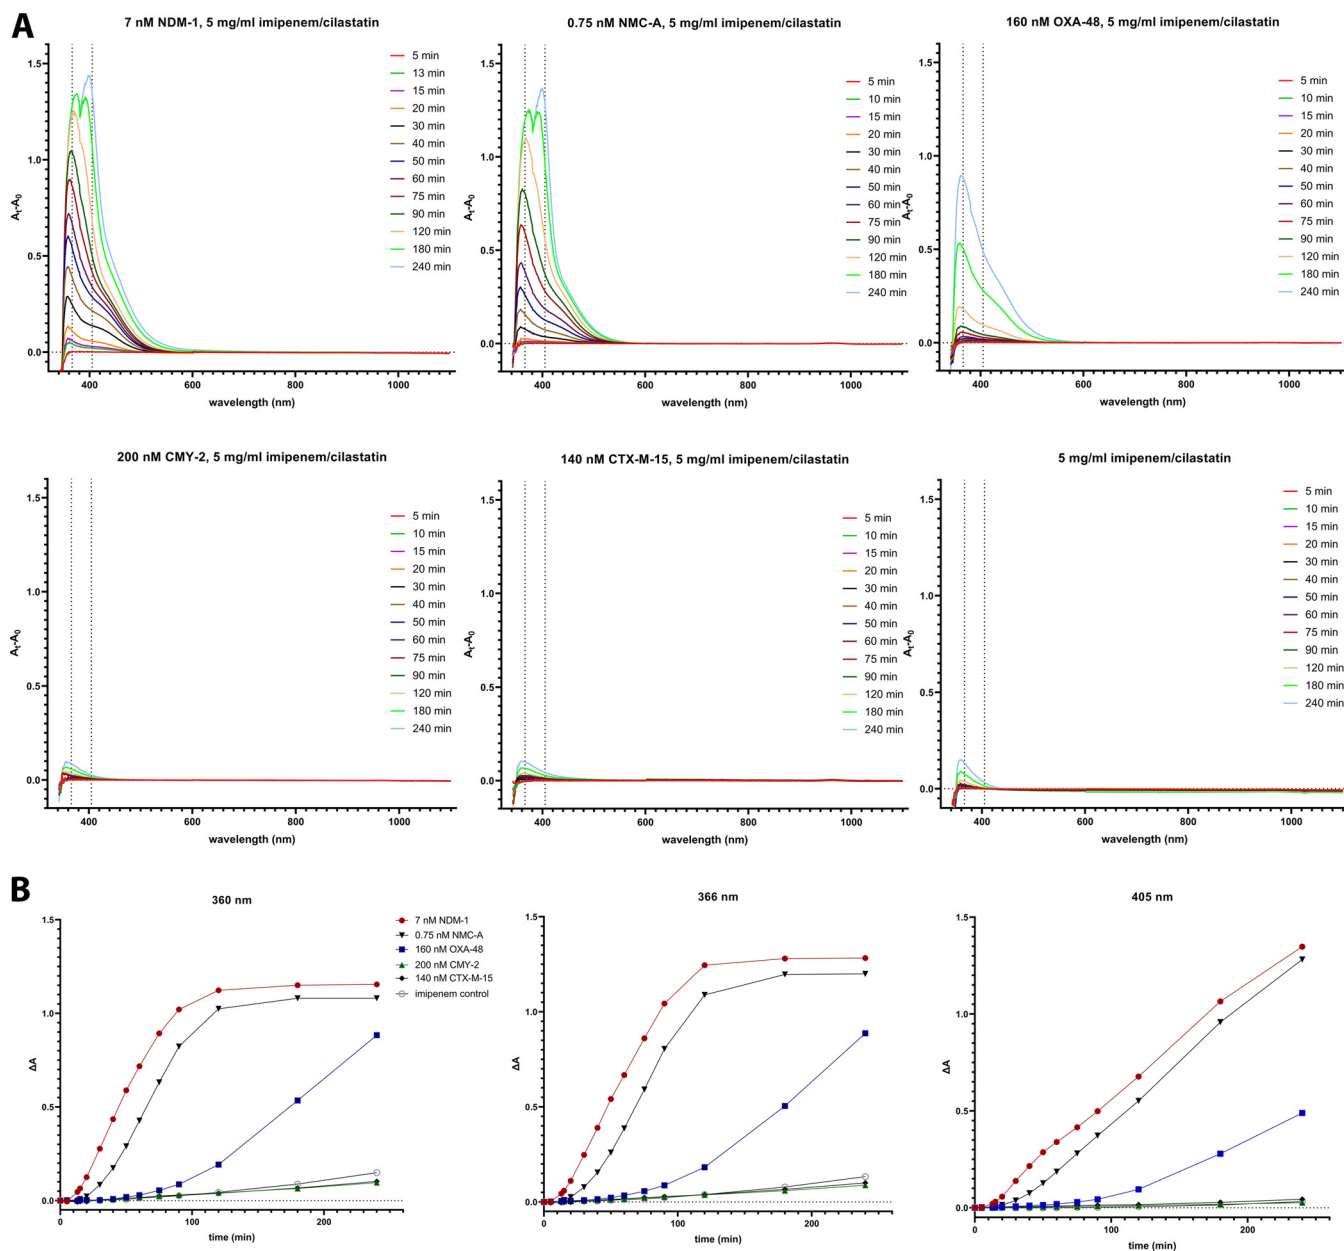 A
7 nM NDM-1, 5 mg/ml imipenem/cilastatin
1.5
1.0
0.5
0.0
At-A0
400
600
800
1000
wavelength (nm)
5 min
13 min
15 min
20 min
30 min
40 min
50 min
60 min
75 min
90 min
120 min
180 min
240 min
0.75 nM NMC-A, 5 mg/ml imipenem/cilastatin
1.5
1.0
0.5
0.0
At-A0
400
600
800
1000
wavelength (nm)
5 min
10 min
15 min
20 min
30 min
40 min
50 min
60 min
75 min
90 min
120 min
180 min
240 min
160 nM OXA-48, 5 mg/ml imipenem/cilastatin
1.5
1.0
0.5
0.0
At-A0
400
600
800
1000
wavelength (nm)
5 min
10 min
15 min
20 min
30 min
40 min
50 min
60 min
75 min
90 min
120 min
180 min
240 min
200 nM CMY-2, 5 mg/ml imipenem/cilastatin
1.5
1.0
0.5
0.0
At-A0
400
600
800
1000
wavelength (nm)
5 min
10 min
15 min
20 min
30 min
40 min
50 min
60 min
75 min
90 min
120 min
180 min
240 min
140 nM CTX-M-15, 5 mg/ml imipenem/cilastatin
1.5
1.0
0.5
0.0
At-A0
400
600
800
1000
wavelength (nm)
5 min
10 min
15 min
20 min
30 min
40 min
50 min
60 min
75 min
90 min
120 min
180 min
240 min
5 mg/ml imipenem/cilastatin
1.5
1.0
0.5
0.0
At-A0
400
600
800
1000
wavelength (nm)
5 min
10 min
15 min
20 min
30 min
40 min
50 min
60 min
75 min
90 min
120 min
180 min
240 min
B
360 nm
1.5
1.0
0.5
0.0
ΔA
0
100
200
time (min)
7 nM NDM-1
0.75 nM NMC-A
160 nM OXA-48
200 nM CMY-2
140 nM CTX-M-15
imipenem control
366 nm
1.5
1.0
0.5
0.0
ΔA
0
100
200
time (min)
405 nm
1.5
1.0
0.5
0.0
ΔA
0
100
200
time (min)